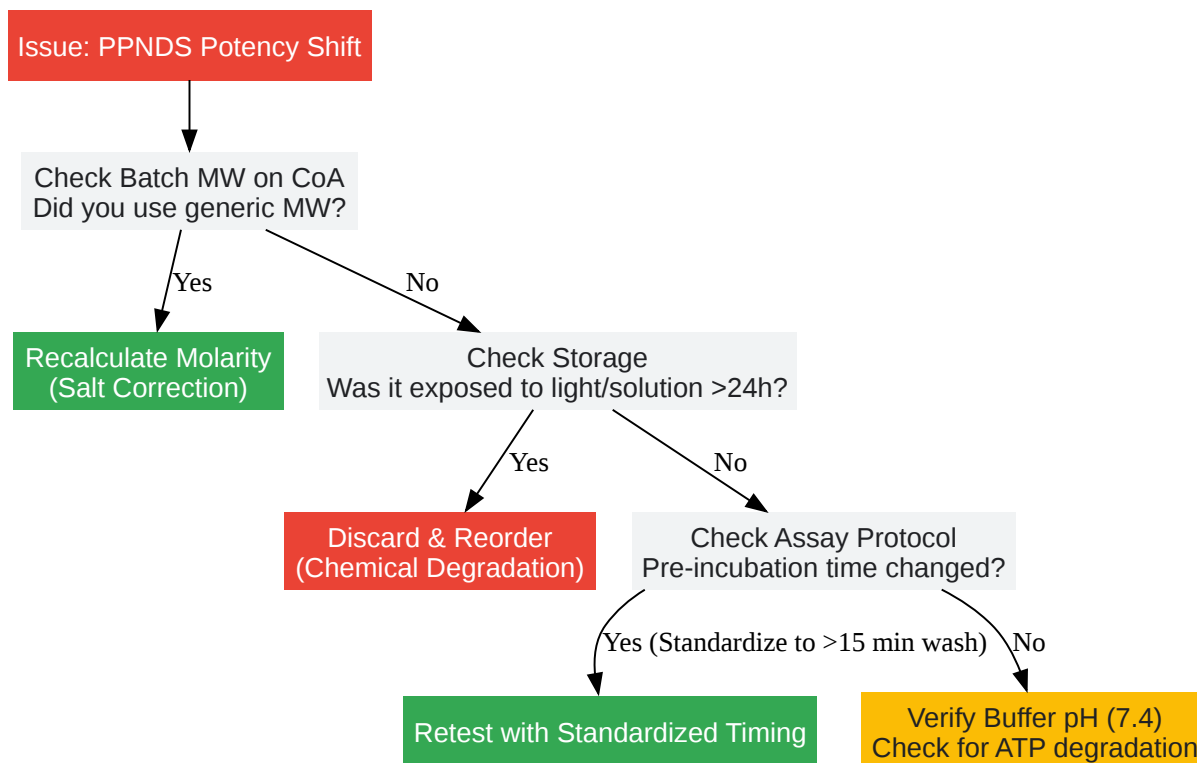 Issue: PPNDS Potency Shift
Check Batch MW on CoA
Did you use generic MW?
Yes
No
Recalculate Molarity
(Salt Correction)
Check Storage
Was it exposed to light/solution >24h?
Yes
No
Discard & Reorder
(Chemical Degradation)
Check Assay Protocol
Pre-incubation time changed?
Yes (Standardize to >15 min wash)
No
Retest with Standardized Timing
Verify Buffer pH (7.4)
Check for ATP degradation